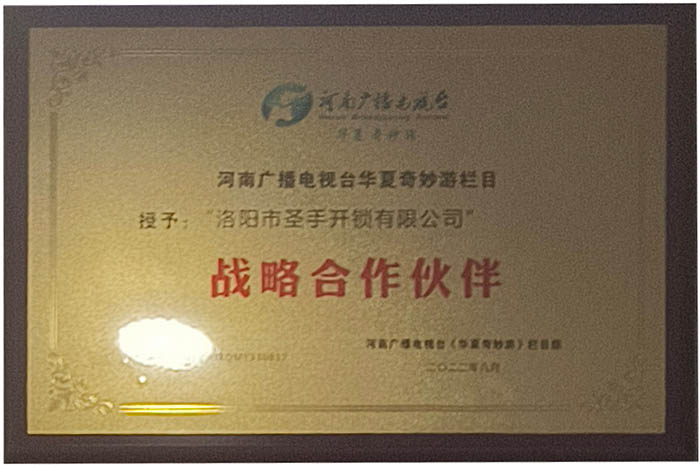 河南广播电视台
华夏奇妙游
河南广播电视台华夏奇妙游栏目
授予："洛阳市圣手开锁有限公司"
战略合作伙伴
河南广播电视台《华夏奇妙游》栏目组
二〇二二年八月